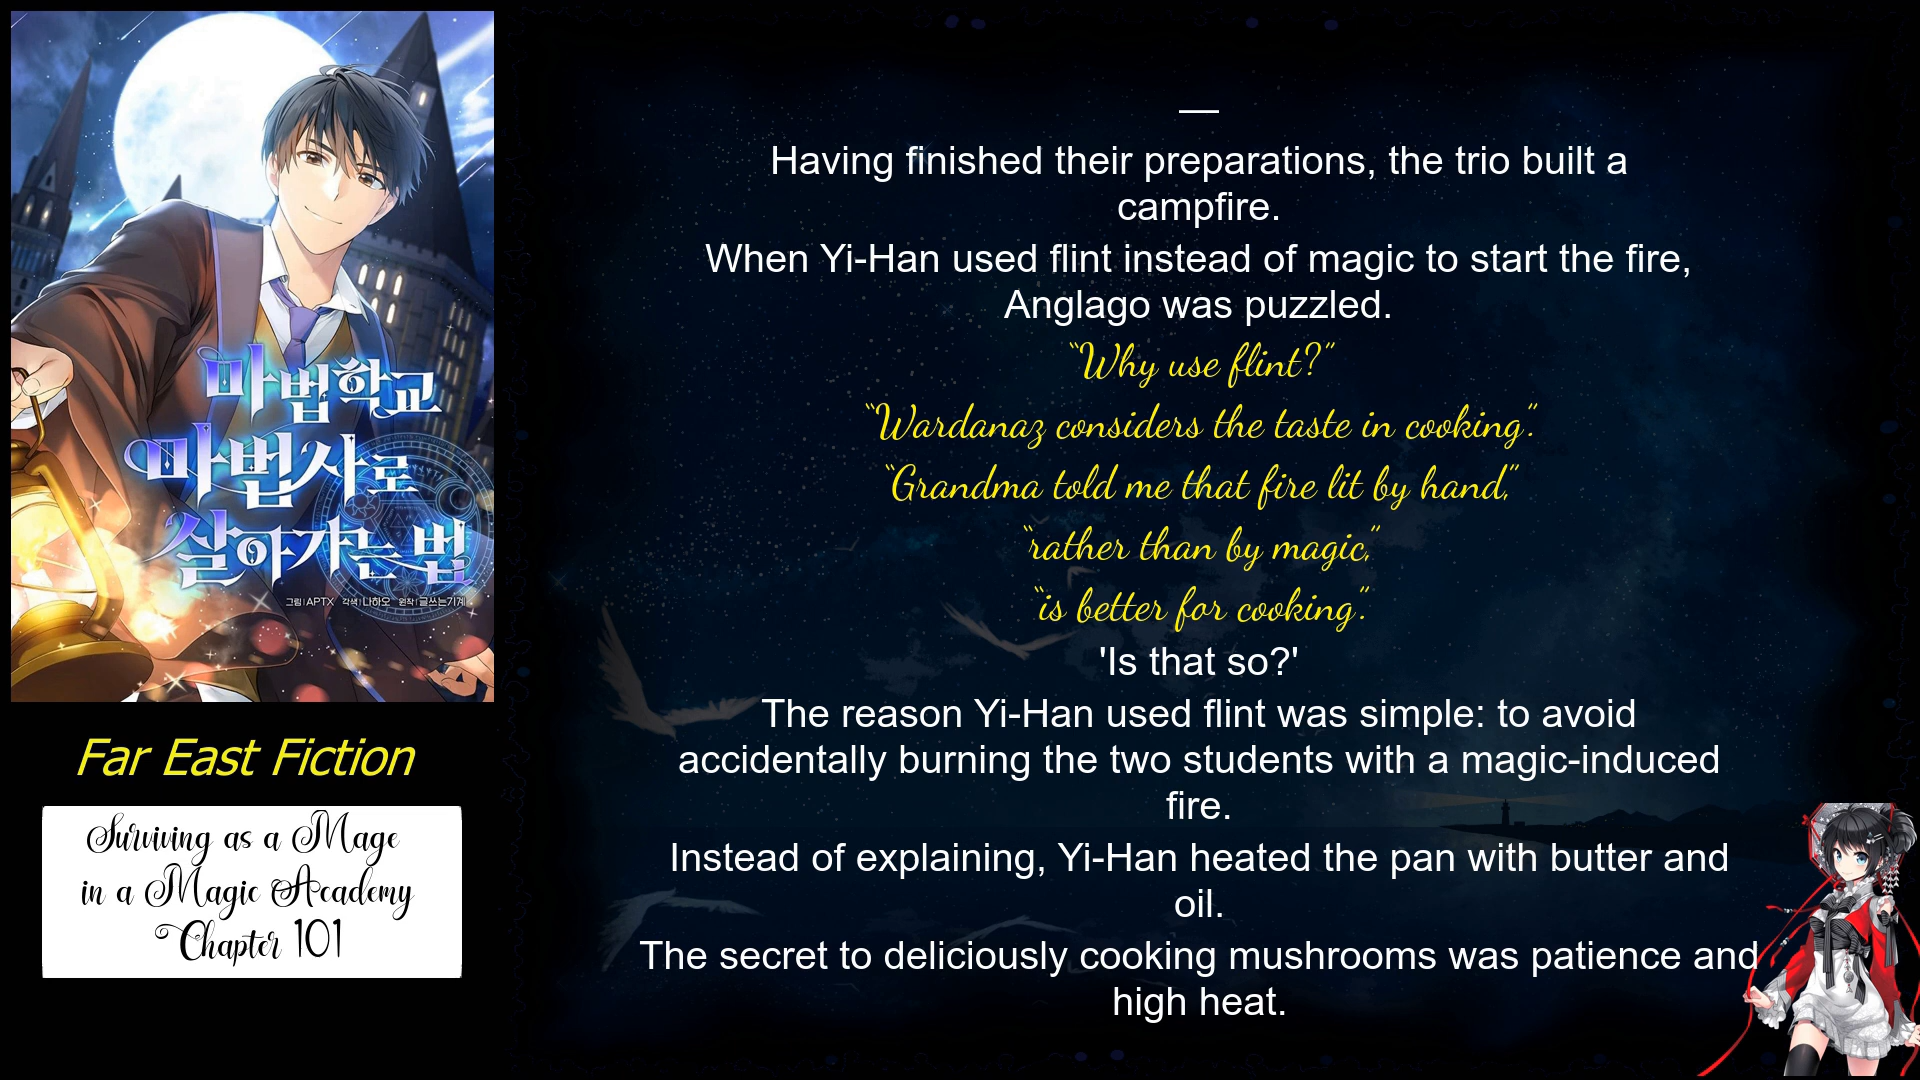 마법학교
마법사로
살아가는 법
그림|APTX 각색|나하오 원작|글쓰는기계
Far East Fiction
Surviving as a Mage
in a Magic Academy
Chapter 101
—
Having finished their preparations, the trio built a
campfire.
When Yi-Han used flint instead of magic to start the fire,
Anglago was puzzled.
“Why use flint?”
“Wardanaz considers the taste in cooking.”
“Grandma told me that fire lit by hand,”
“rather than by magic,”
“is better for cooking.”
'Is that so?'
The reason Yi-Han used flint was simple: to avoid
accidentally burning the two students with a magic-induced
fire.
Instead of explaining, Yi-Han heated the pan with butter and
oil.
The secret to deliciously cooking mushrooms was patience and
high heat.